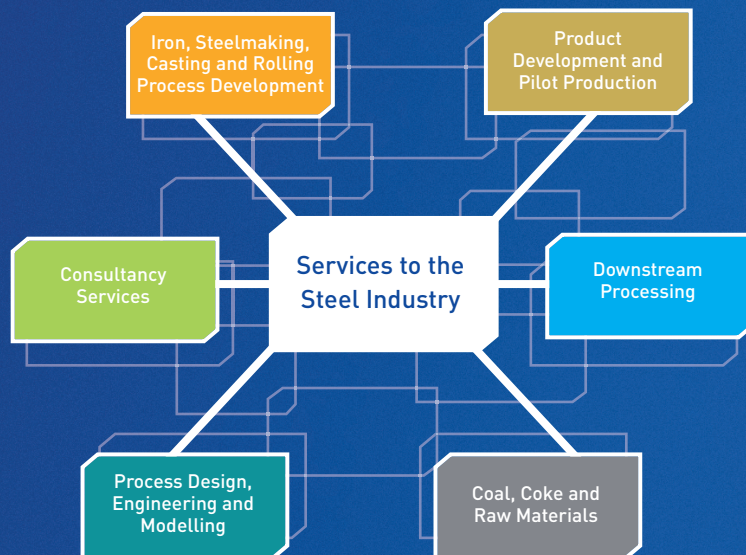 Iron, Steelmaking,
Casting and Rolling
Process Development
Product
Development and
Pilot Production
Consultancy
Services
Services to the
Steel Industry
Downstream
Processing
Process Design,
Engineering and
Modelling
Coal, Coke and
Raw Materials